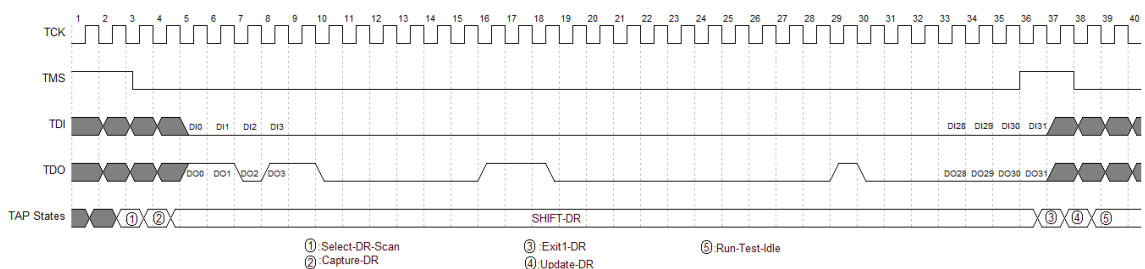 1 2 3 4 5 6 7 8 9 10 11 12 13 14 15 16 17 18 19 20 21 22 23 24 25 26 27 28 29 30 31 32 33 34 35 36 37 38 39 40
TCK
TMS
TDI DI0 DI1 DI2 DI3 DI28 DI29 DI30 DI31
TDO DO0 DO1 DO2 DO3 DO28 DO29 DO30 DO31
TAP States 1 2 SHIFT-DR 3 4 5
①:Select-DR-Scan ③:Exit1-DR ⑤:Run-Test-Idle
②:Capture-DR ④:Update-DR